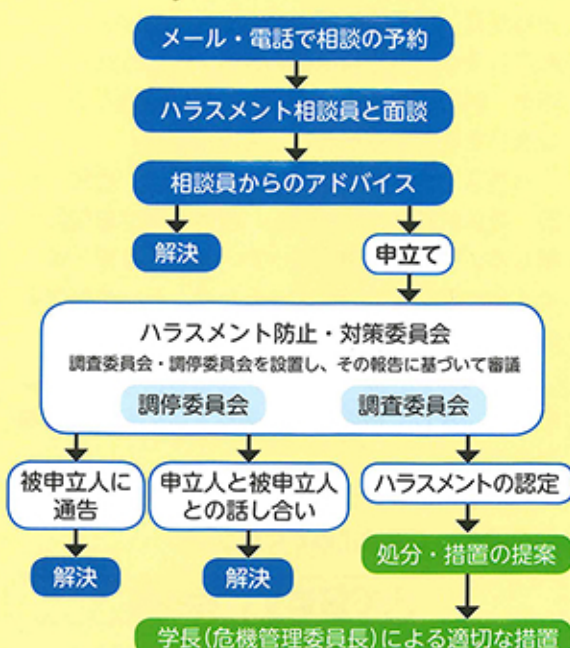 メール・電話で相談の予約
ハラスメント相談員と面談
相談員からのアドバイス
解決
申立て
ハラスメント防止・対策委員会
調査委員会・調停委員会を設置し、その報告に基づいて審議
調停委員会
調査委員会
被申立人に
通告
申立人と被申立人
との話し合い
ハラスメントの認定
解決
解決
処分・措置の提案
学長(危機管理委員長)による適切な措置